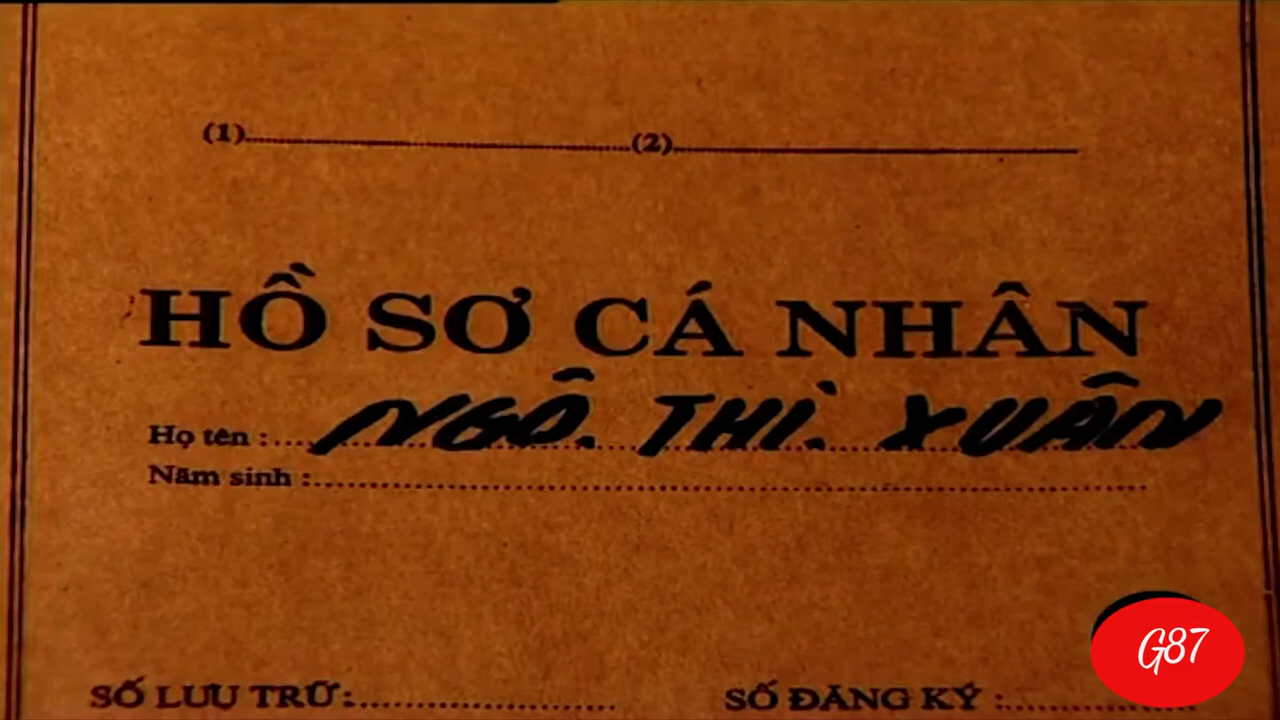 (1)......(2)......
HỒ SƠ CÁ NHÂN
Họ tên : NGÔ. THÌ. XUÂN
Năm sinh :
SỐ LƯU TRỮ : SỐ ĐĂNG KÝ :
G87